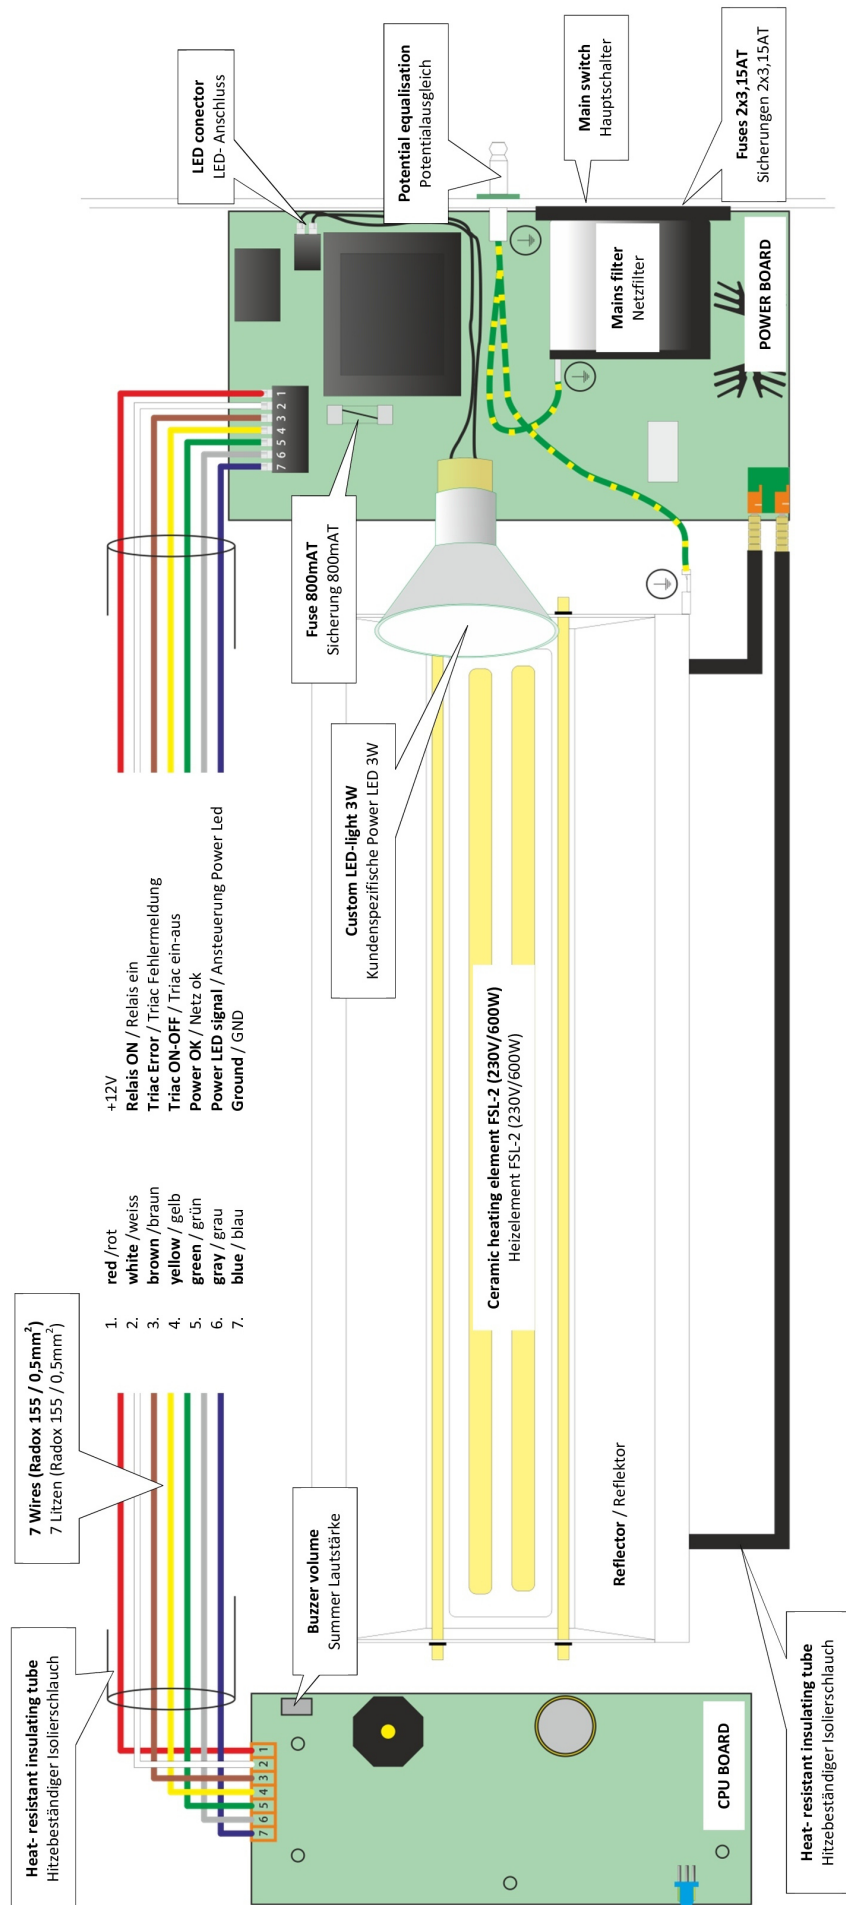 Heat- resistant insulating tube
Hitzebeständiger Isolierschlauch
7 Wires (Radox 155 / 0,5mm²)
7 Litzen (Radox 155 / 0,5mm²)
1. red /rot +12V
2. white /weiss Relais ON / Relais ein
3. brown /braun Triac Error / Triac Fehlermeldung
4. yellow / gelb Triac ON-OFF / Triac ein-aus
5. green / grün Power OK / Netz ok
6. gray / grau Power LED signal / Ansteuerung Power Led
7. blue / blau Ground / GND
LED conector
LED- Anschluss
7 6 5 4 3 2 1
7 6 5 4 3 2 1
Buzzer volume
Summer Lautstärke
Fuse 800mAT
Sicherung 800mAT
Custom LED-light 3W
Kundenspezifische Power LED 3W
Potential equalisation
Potentialausgleich
Ceramic heating element FSL-2 (230V/600W)
Heizelement FSL-2 (230V/600W)
Main switch
Hauptschalter
Mains filter
Netzfilter
Reflector / Reflektor
CPU BOARD
POWER BOARD
Fuses 2x3,15AT
Sicherungen 2x3,15AT
Heat- resistant insulating tube
Hitzebeständiger Isolierschlauch